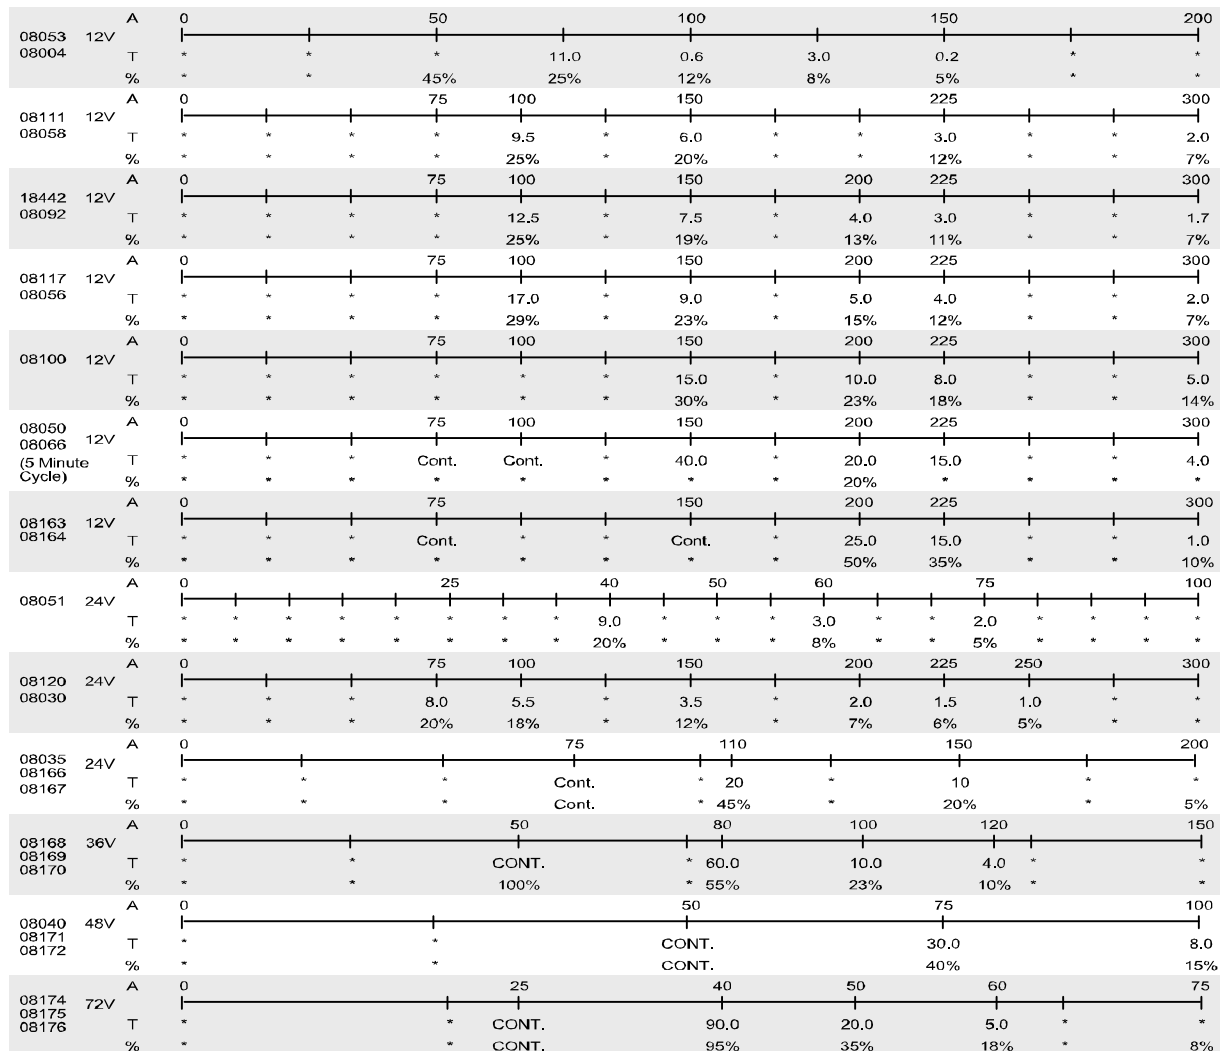 A 0 50 100 150 200
08053 12V
08004 T * * * 11.0 0.6 3.0 0.2 * *
% * * 45% 25% 12% 8% 5% * *
A 0 75 100 150 225 300
08111 12V
08058 T * * * * 9.5 * 6.0 * * 3.0 * * 2.0
% * * * * 25% * 20% * * 12% * * 7%
A 0 75 100 150 200 225 300
18442 12V
08092 T * * * * 12.5 * 7.5 * 4.0 3.0 * * 1.7
% * * * * 25% * 19% * 13% 11% * * 7%
A 0 75 100 150 200 225 300
08117 12V
08056 T * * * * 17.0 * 9.0 * 5.0 4.0 * * 2.0
% * * * * 29% * 23% * 15% 12% * * 7%
A 0 75 100 150 200 225 300
08100 12V
T * * * * * * 15.0 * 10.0 8.0 * * 5.0
% * * * * * * 30% * 23% 18% * * 14%
A 0 75 100 150 200 225 300
08050
08066 12V
(5 Minute T * * * Cont. Cont. * 40.0 * 20.0 15.0 * * 4.0
Cycle) % * * * * * * * * 20% * * * *
A 0 75 150 200 225 300
08163 12V
08164 T * * * Cont. * * Cont. * 25.0 15.0 * * 1.0
% * * * * * * * * 50% 35% * * 10%
A 0 25 40 50 60 75 100
08051 24V
T * * * * * * * * 9.0 * * * 3.0 * * 2.0 * * * *
% * * * * * * * * 20% * * * 8% * * 5% * * * *
A 0 75 100 150 200 225 250 300
08120 24V
08030 T * * * 8.0 5.5 * 3.5 * 2.0 1.5 1.0 * *
% * * * 20% 18% * 12% * 7% 6% 5% * *
A 0 75 110 150 200
08035 24V
08166
08167 T * * * Cont. * 20 * 10 * *
% * * * Cont. * 45% * 20% * 5%
A 0 50 80 100 120 150
08168 36V
08169
08170 T * * CONT. * 60.0 10.0 4.0 * *
% * * 100% * 55% 23% 10% * *
A 0 50 75 100
08040 48V
08171
08172 T * * CONT. 30.0 8.0
% * * CONT. 40% 15%
A 0 25 40 50 60 75
08174 72V
08175
08176 T * * CONT. 90.0 20.0 5.0 * *
% * * CONT. 95% 35% 18% * 8%